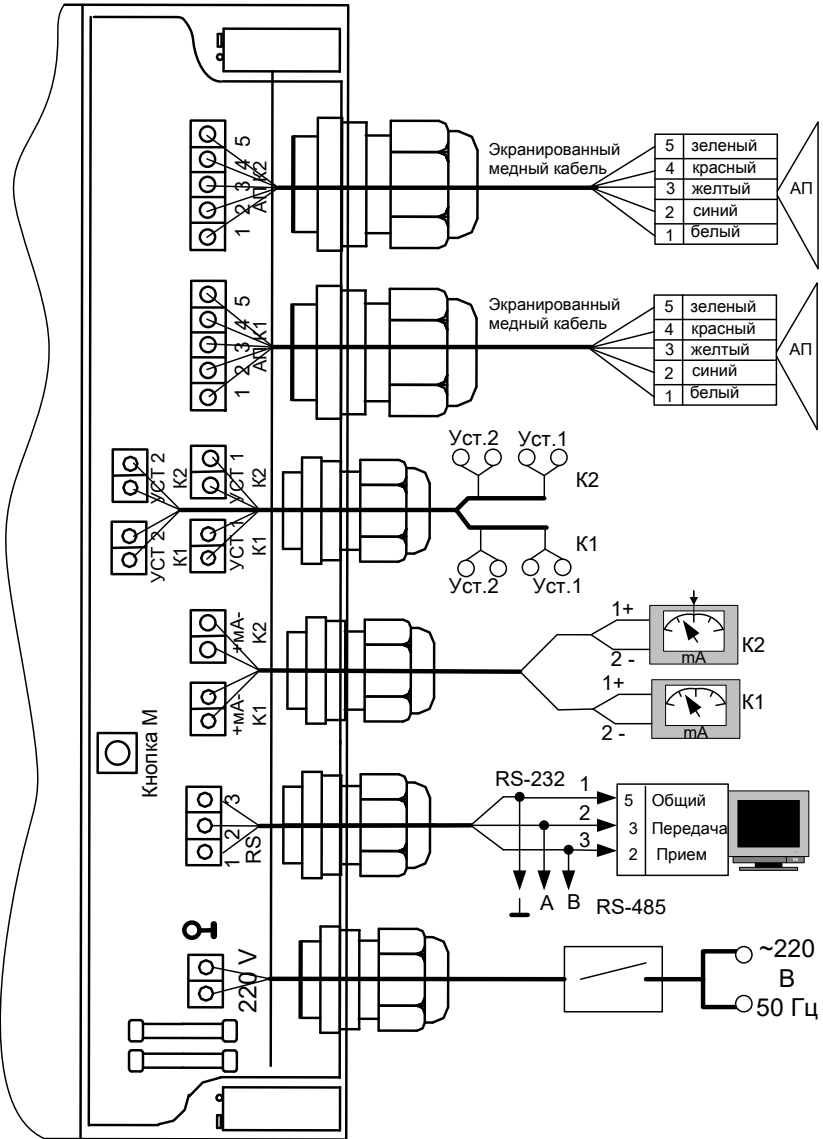 5
4
3
2
1
АП К2
Экранированный
медный кабель
5 зеленый
4 красный
3 желтый
2 синий
1 белый
АП
5
4
3
2
1
АП К1
Экранированный
медный кабель
5 зеленый
4 красный
3 желтый
2 синий
1 белый
АП
УСТ 2
К2
УСТ 1
К2
УСТ 2
К1
УСТ 1
К1
Уст.2 Уст.1
К2
К1
Уст.2 Уст.1
+мА-
К2
+мА-
К1
1+
2 -
mA
К2
1+
2 -
mA
К1
Кнопка М
3
2
1
RS
RS-232
1
2
3
5 Общий
3 Передача
2 Прием
A B RS-485
220 V
~220
В
50 Гц